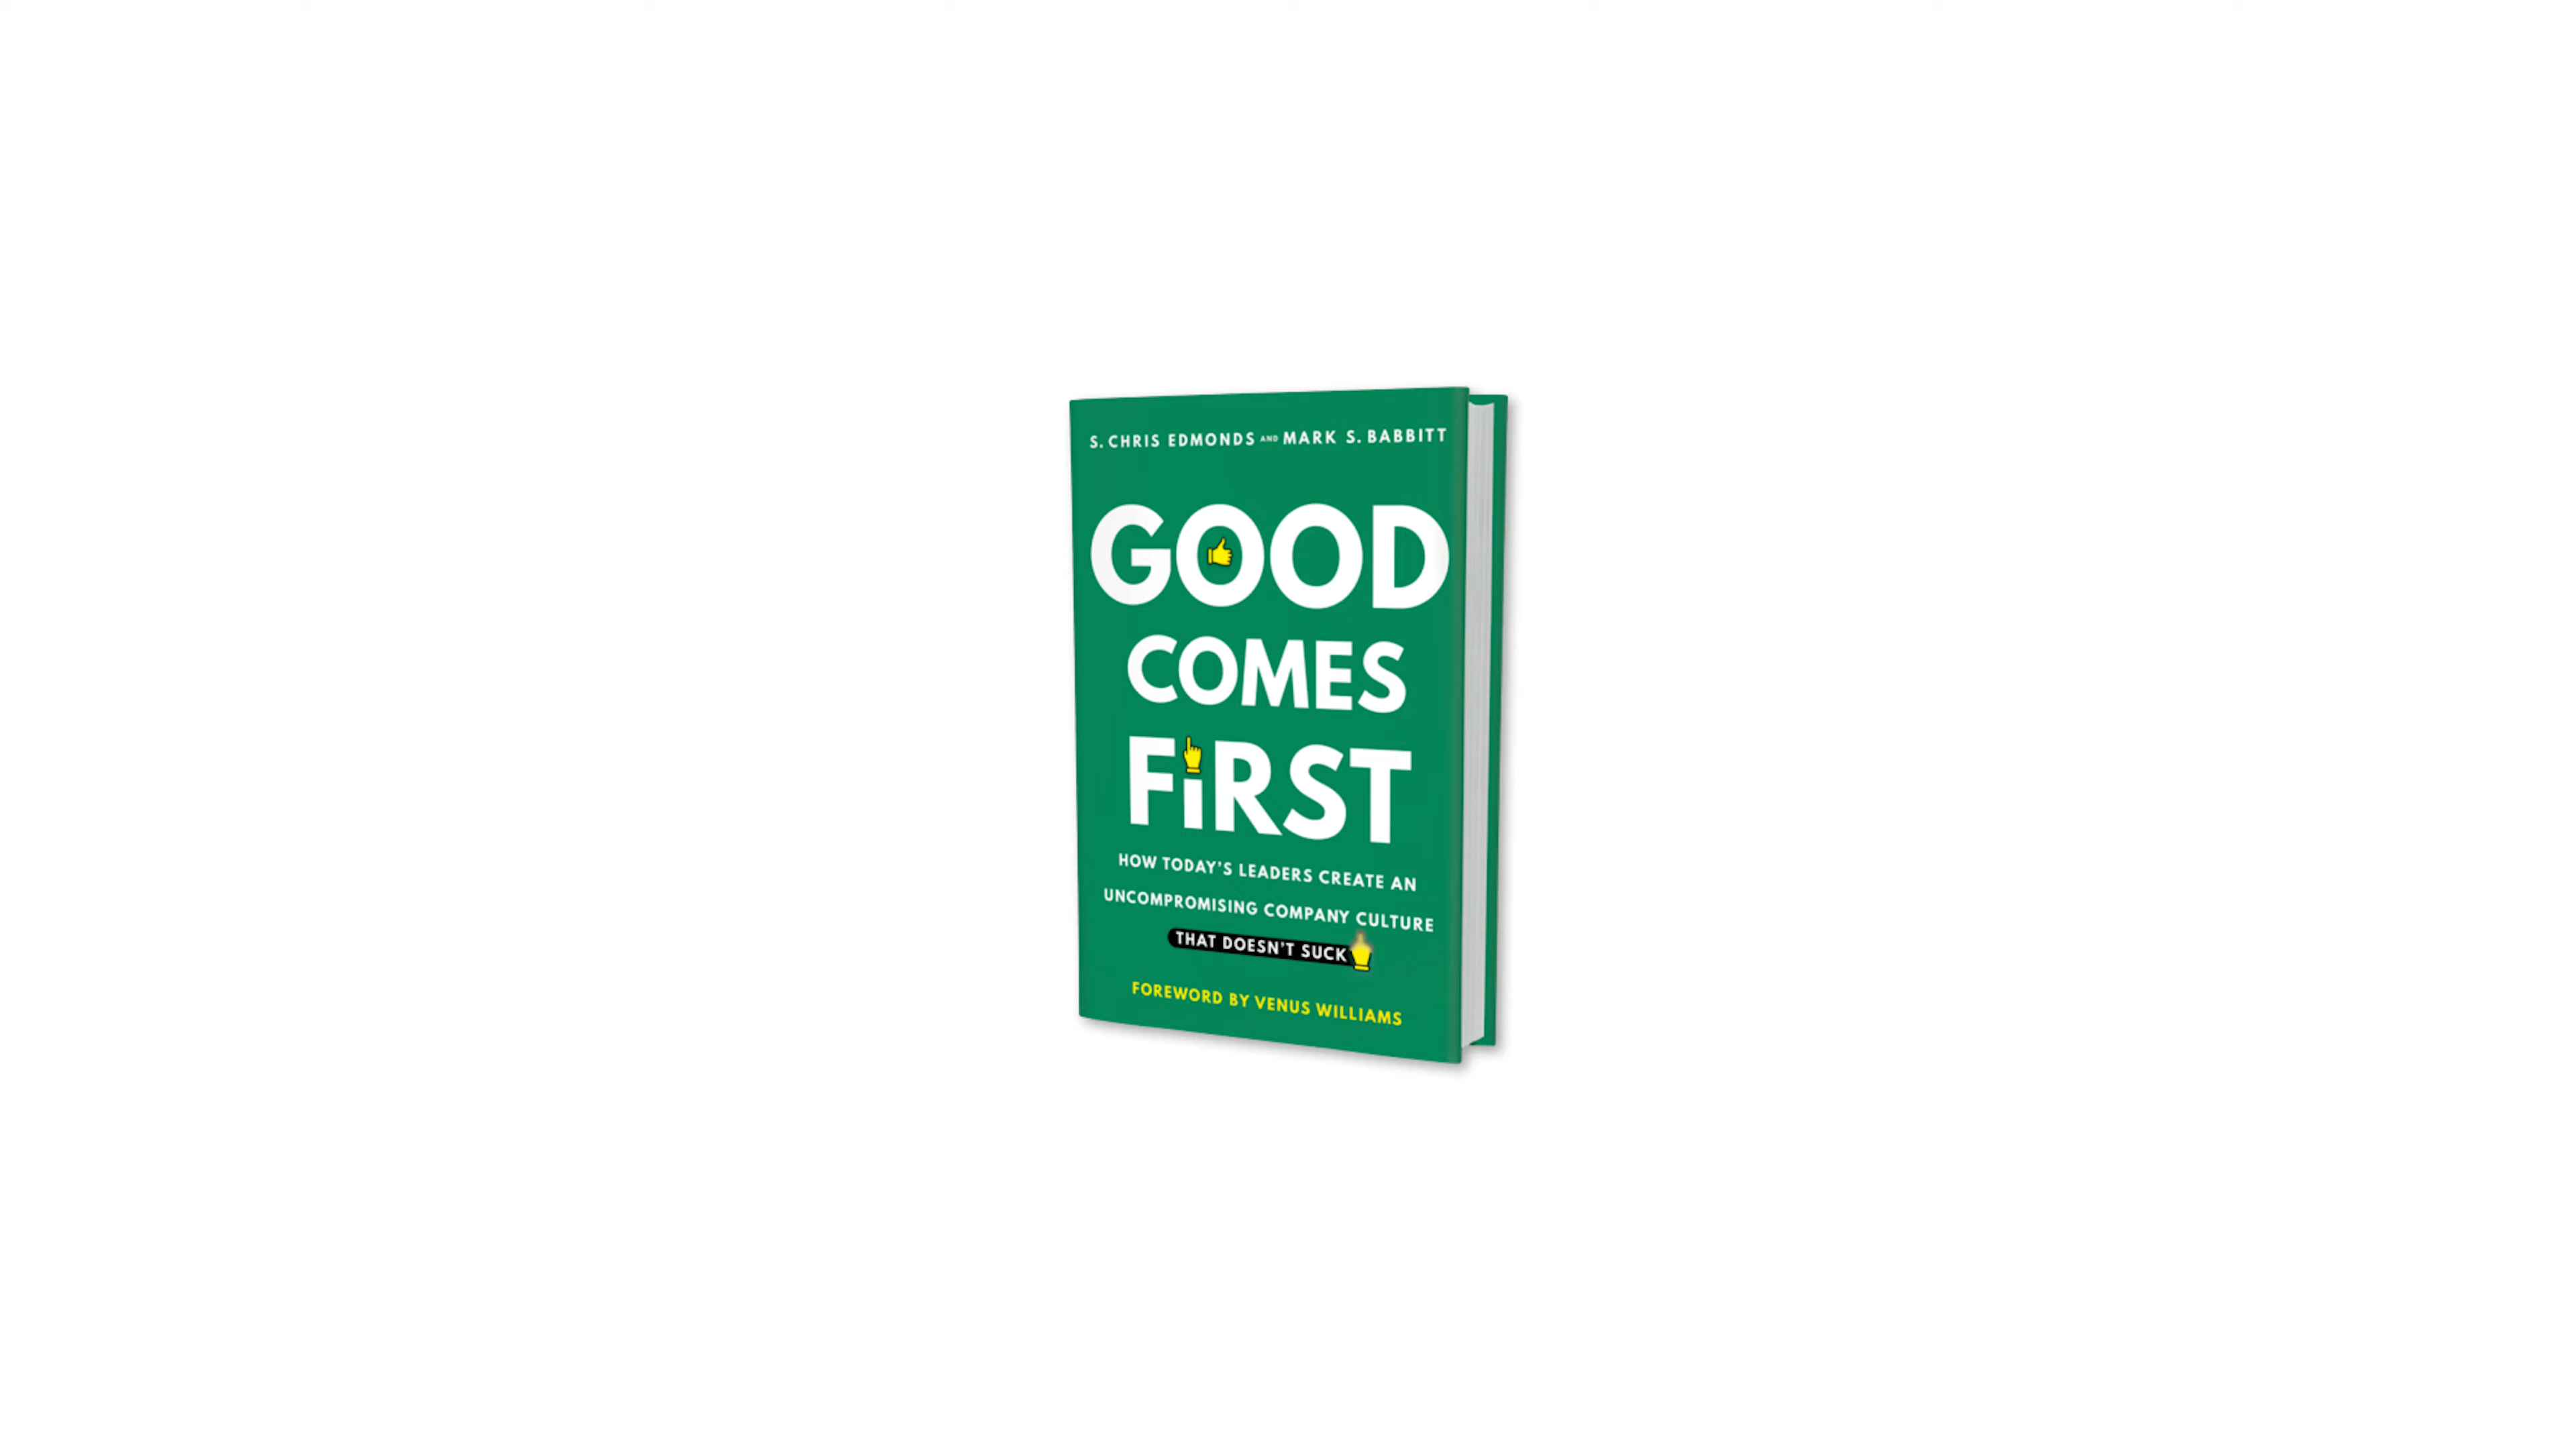 S. CHRIS EDMONDS AND MARK S. BABBITT
GOOD
COMES
FiRST
HOW TODAY'S LEADERS CREATE AN
UNCOMPROMISING COMPANY CULTURE
THAT DOESN'T SUCK
FOREWORD BY VENUS WILLIAMS